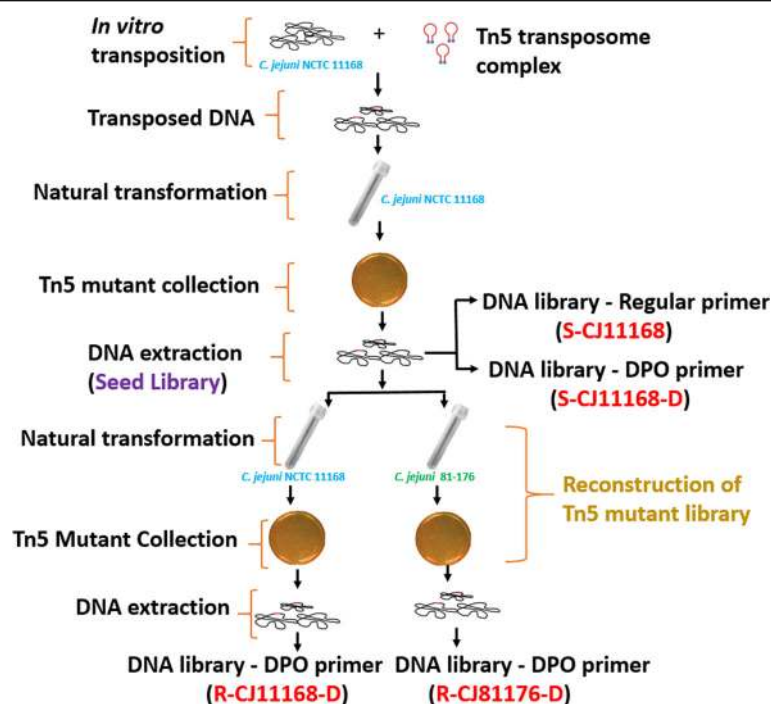 In vitro
transposition
C. jejuni NCTC 11168
+
Tn5 transposome
complex
Transposed DNA
Natural transformation
C. jejuni NCTC 11168
Tn5 mutant collection
DNA extraction
(Seed Library)
DNA library - Regular primer
(S-CJ11168)
DNA library - DPO primer
(S-CJ11168-D)
Natural transformation
C. jejuni NCTC 11168
C. jejuni 81-176
Reconstruction of
Tn5 mutant library
Tn5 Mutant Collection
DNA extraction
DNA library - DPO primer
(R-CJ11168-D)
DNA library - DPO primer
(R-CJ81176-D)